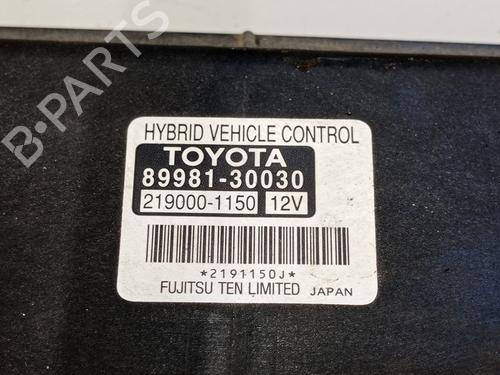 B-PARTS
HYBRID VEHICLE CONTROL
TOYOTA
89981-30030
219000-1150 12V
*2191150J*
FUJITSU TEN LIMITED JAPAN